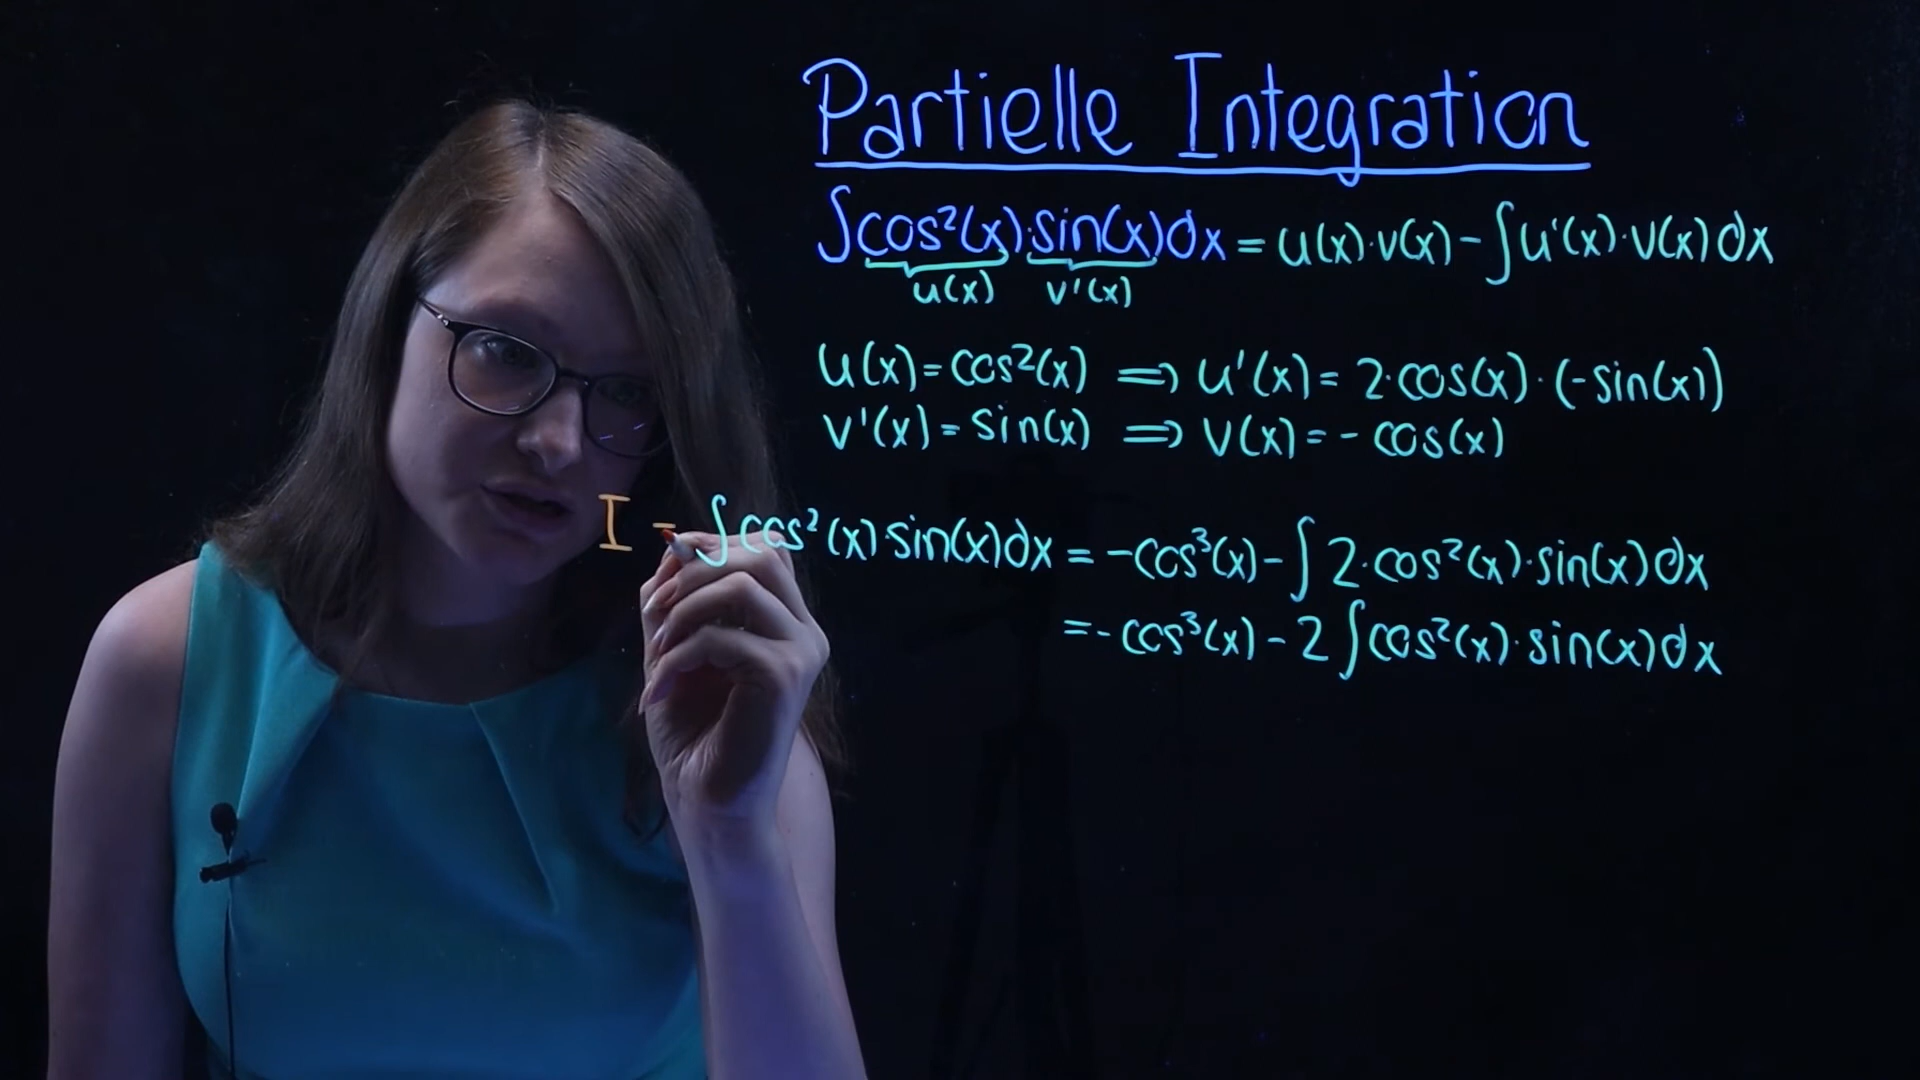 Partielle Integration
∫cos²(x)·sin(x)dx = u(x)·v(x) - ∫u'(x)·v(x)dx
u(x) v'(x)
u(x) = cos²(x) ⟹ u'(x) = 2·cos(x)·(-sin(x))
v'(x) = sin(x) ⟹ v(x) = - cos(x)
I = ∫cos²(x)·sin(x)dx = -cos³(x) - ∫2·cos²(x)·sin(x)dx
= - cos³(x) - 2∫cos²(x)·sin(x)dx